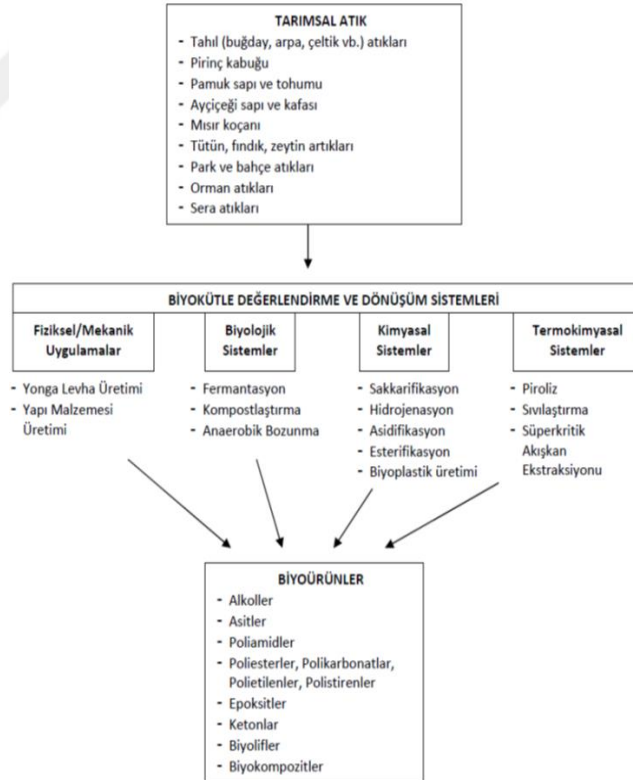 TARIMSAL ATIK
- Tahıl (buğday, arpa, çeltik vb.) atıkları
- Pirinç kabuğu
- Pamuk sapı ve tohumu
- Ayçiçeği sapı ve kafası
- Mısır koçanı
- Tütün, fındık, zeytin artıkları
- Park ve bahçe atıkları
- Orman atıkları
- Sera atıkları
BİYOKÜTLE DEĞERLENDİRME VE DÖNÜŞÜM SİSTEMLERİ
Fiziksel/Mekanik
Uygulamalar
- Yonga Levha Üretimi
- Yapı Malzemesi
Üretimi
Biyolojik
Sistemler
- Fermantasyon
- Kompostlaştırma
- Anaerobik Bozunma
Kimyasal
Sistemler
- Sakkarifikasyon
- Hidrojenasyon
- Asidifikasyon
- Esterifikasyon
- Biyoplastik üretimi
Termokimyasal
Sistemler
- Piroliz
- Sıvılaştırma
- Süperkritik
Akışkan
Ekstraksiyonu
BİYOÜRÜNLER
- Alkoller
- Asitler
- Poliamidler
- Poliesterler, Polikarbonatlar,
Polietilenler, Polistirenler
- Epoksitler
- Ketonlar
- Biyolifler
- Biyokompozitler